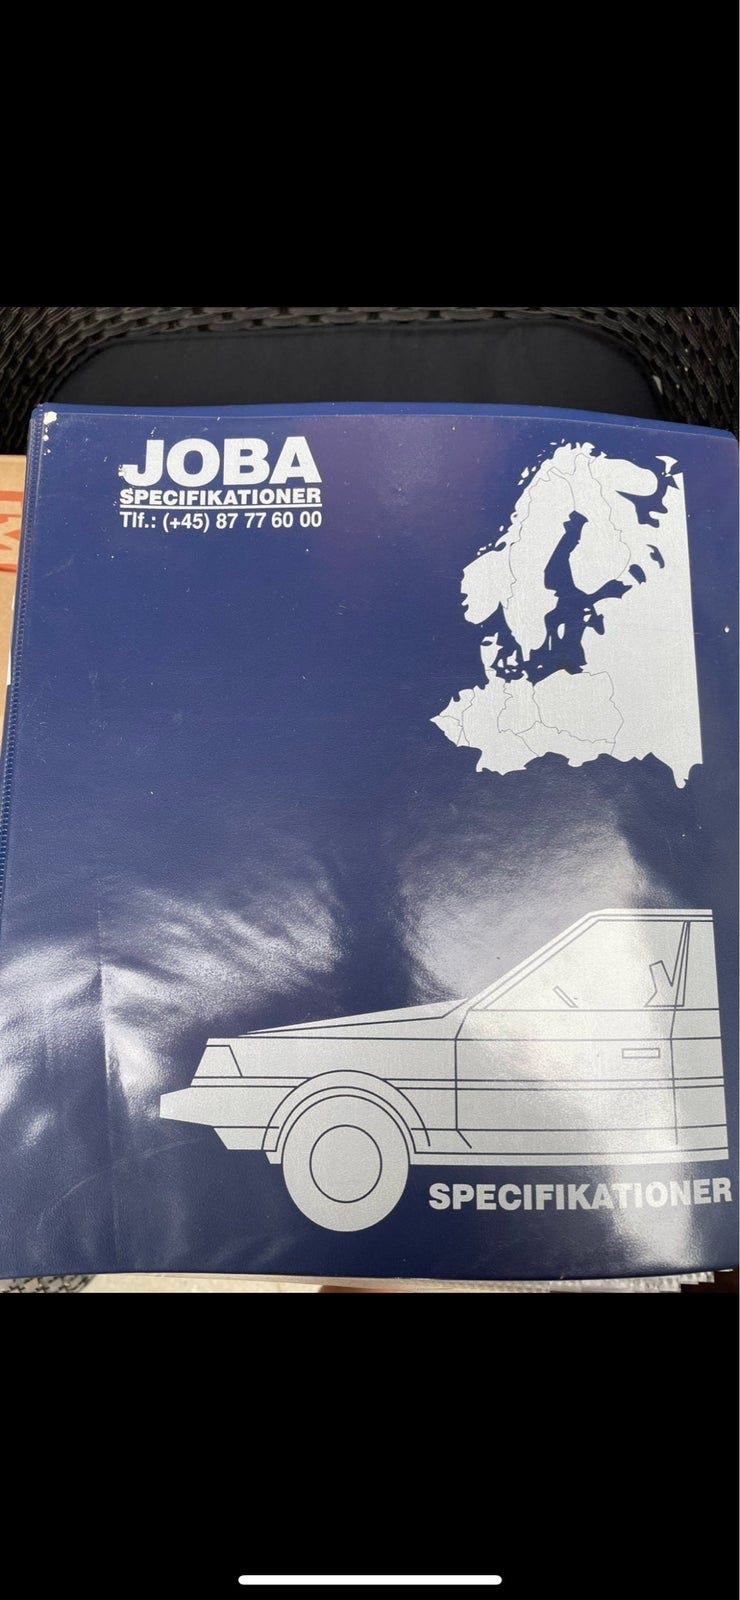 JOBA
SPECIFIKATIONER
Tlf.: (+45) 87 77 60 00
SPECIFIKATIONER